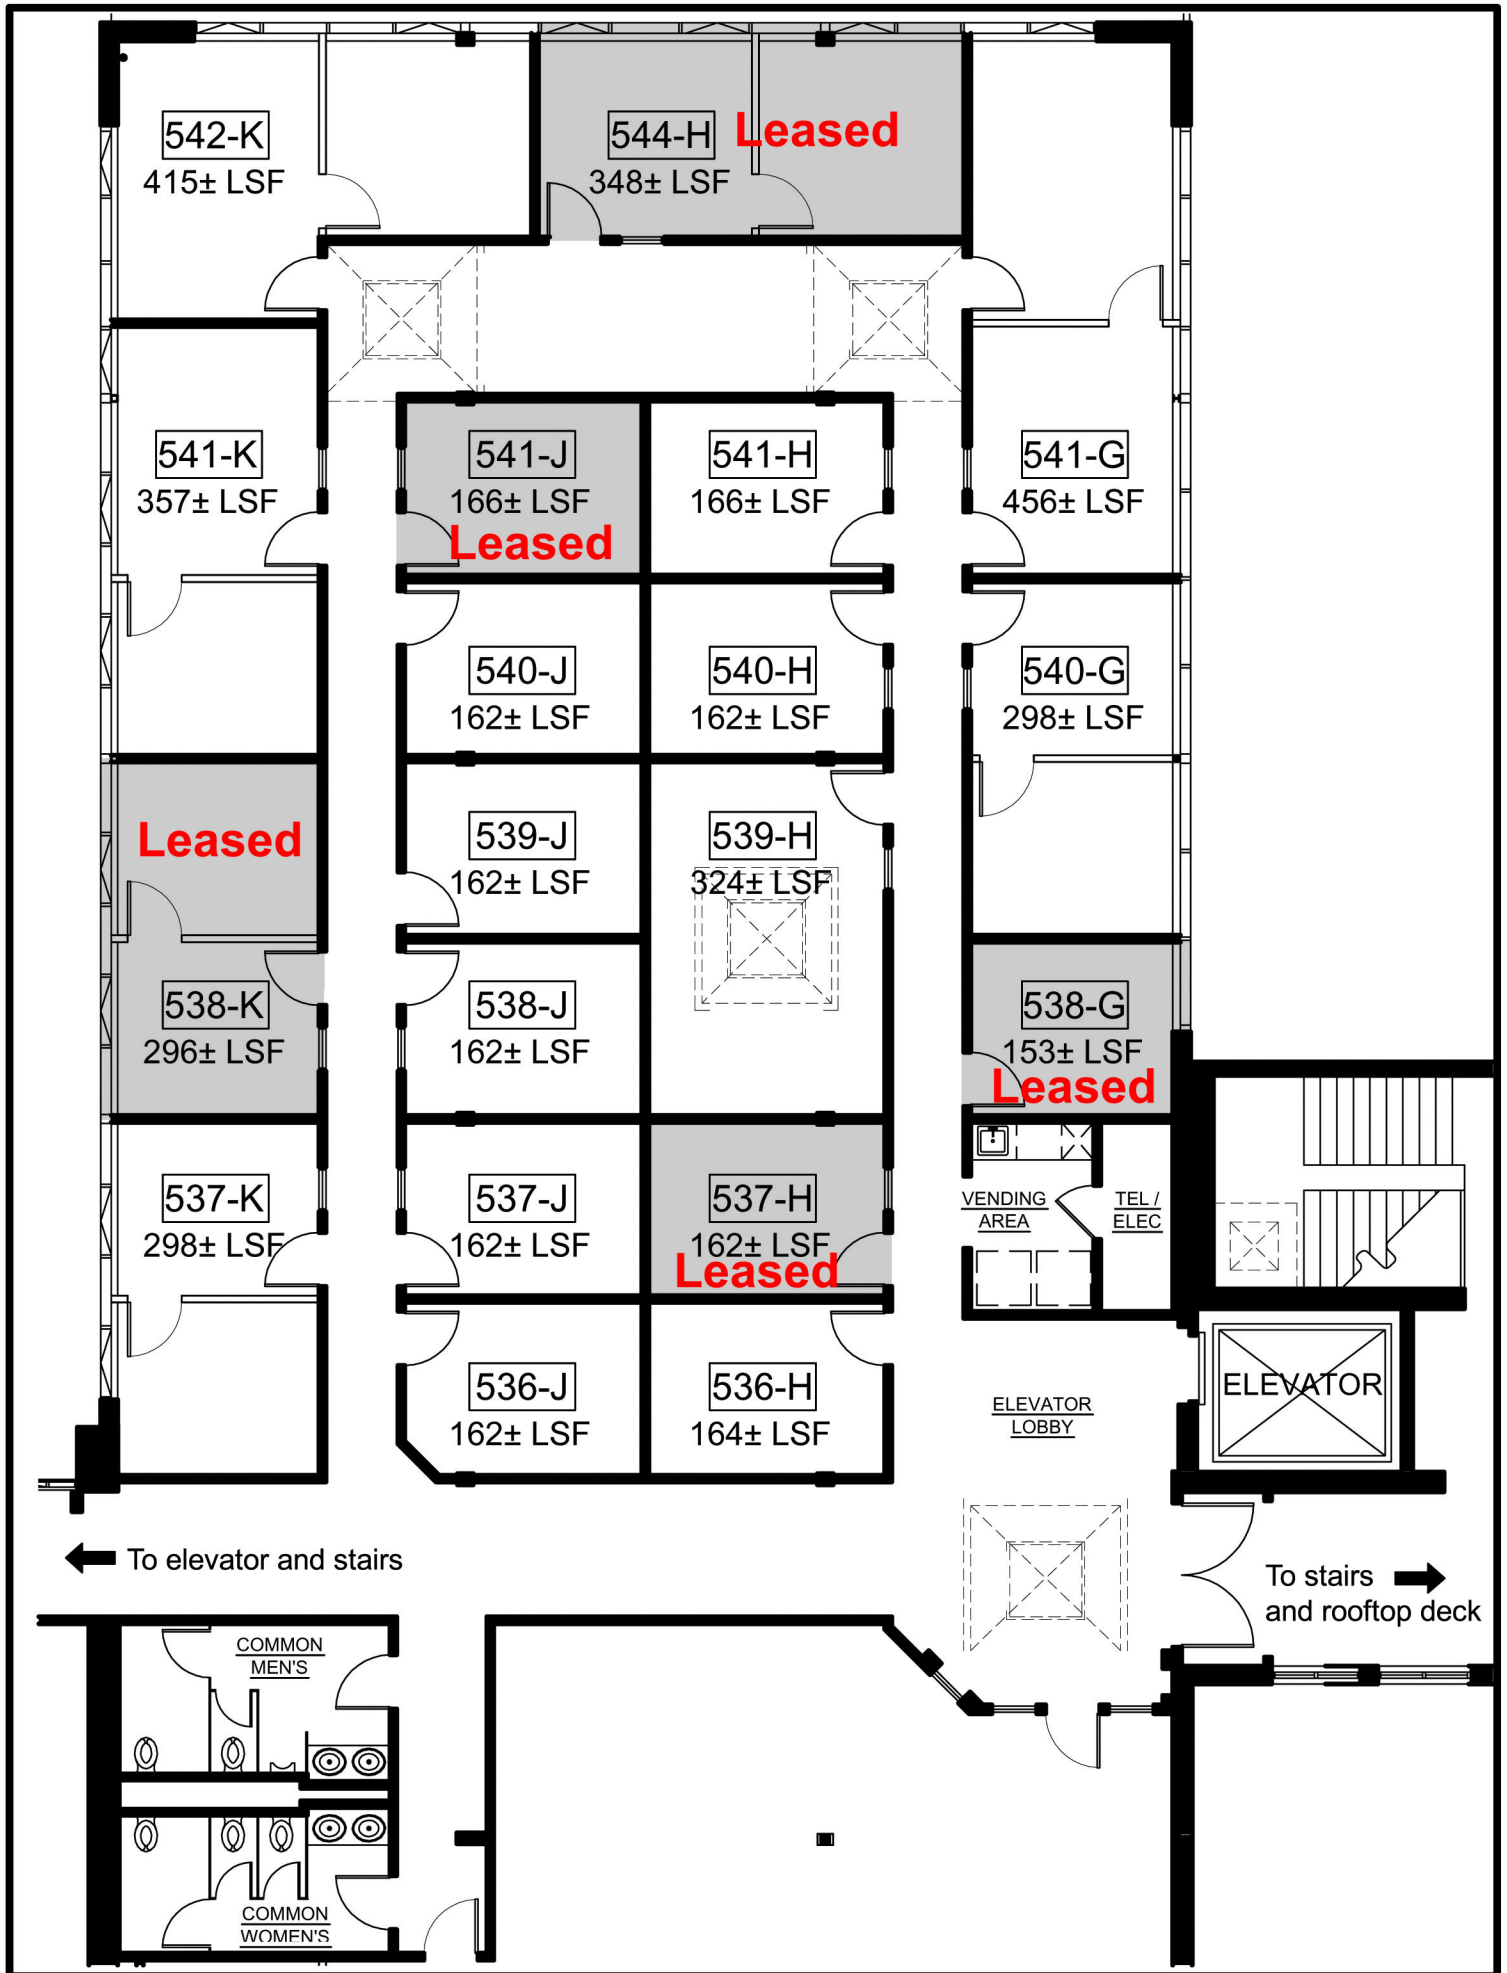 542-K
415± LSF
544-H
348± LSF
Leased
541-K
357± LSF
541-J
166± LSF
Leased
541-H
166± LSF
541-G
456± LSF
540-J
162± LSF
540-H
162± LSF
540-G
298± LSF
Leased
538-K
296± LSF
539-J
162± LSF
539-H
324± LSF
538-J
162± LSF
538-G
153± LSF
Leased
537-K
298± LSF
537-J
162± LSF
537-H
162± LSF
Leased
VENDING
AREA
TEL /
ELEC
536-J
162± LSF
536-H
164± LSF
ELEVATOR
LOBBY
ELEVATOR
To elevator and stairs
To stairs
and rooftop deck
COMMON
MEN'S
COMMON
WOMEN'S